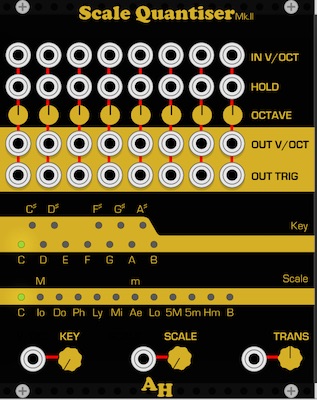 Scale Quantiser Mk.II
IN V/OCT
HOLD
OCTAVE
OUT V/OCT
OUT TRIG
C♯ D♯ F♯ G♯ A♯
Key
C D E F G A B
Scale
M m
C Io Do Ph Ly Mi Ae Lo 5M 5m Hm B
KEY SCALE TRANS
AH